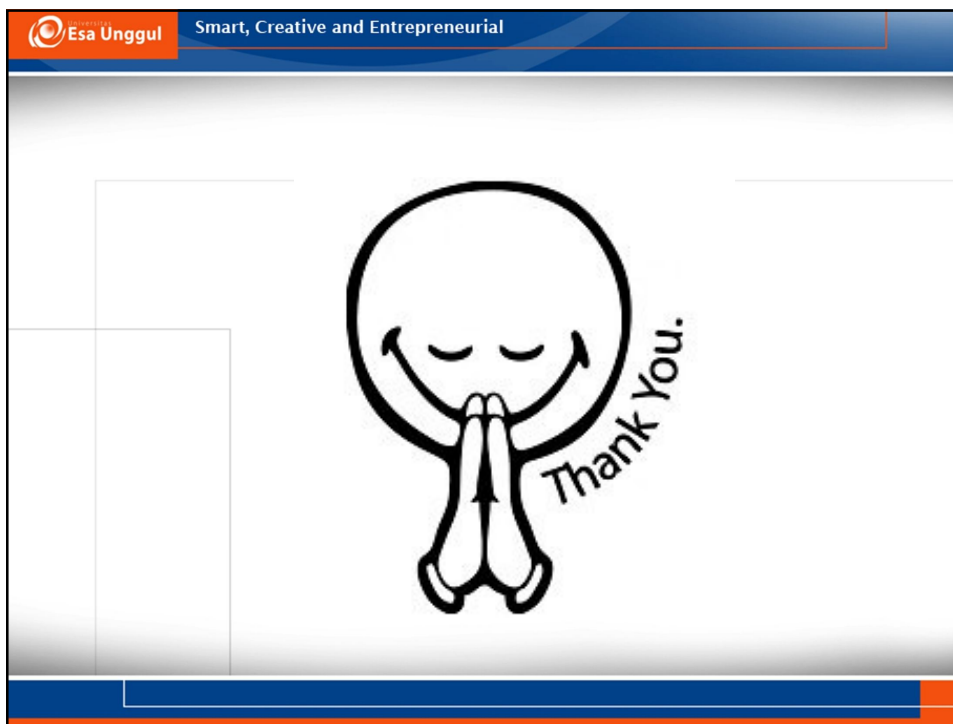 Universitas
Esa Unggul
Smart, Creative and Entrepreneurial
Thank You.